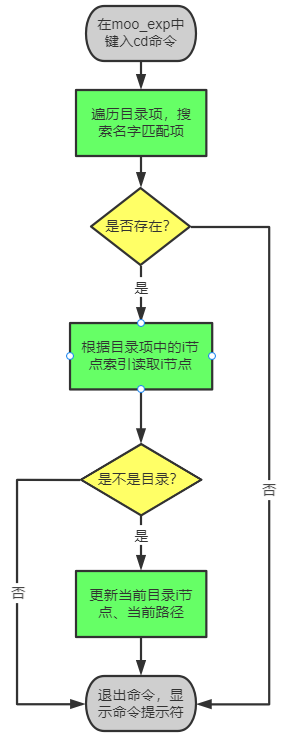 在moo_exp中
键入cd命令
遍历目录项，搜
索名字匹配项
是否存在？
是
根据目录项中的i节
点索引读取i节点
是不是目录？
否
是
否
更新当前目录i节
点、当前路径
退出命令，显
示命令提示符